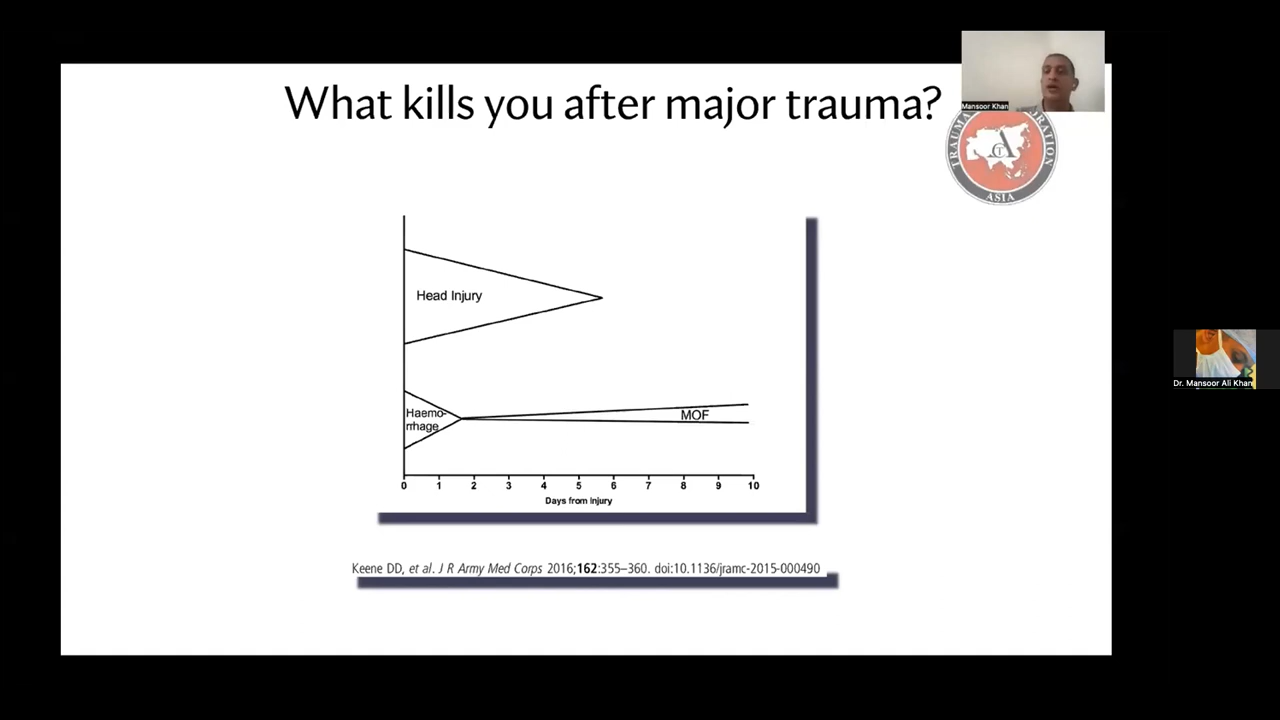 What kills you after major trauma?
Mansoor Khan
ASIA
Head Injury
Haemo-
rrhage
MOF
0 1 2 3 4 5 6 7 8 9 10
Days from Injury
Dr. Mansoor Ali Khan
Keene DD, et al. J R Army Med Corps 2016;162:355–360. doi:10.1136/jramc-2015-000490